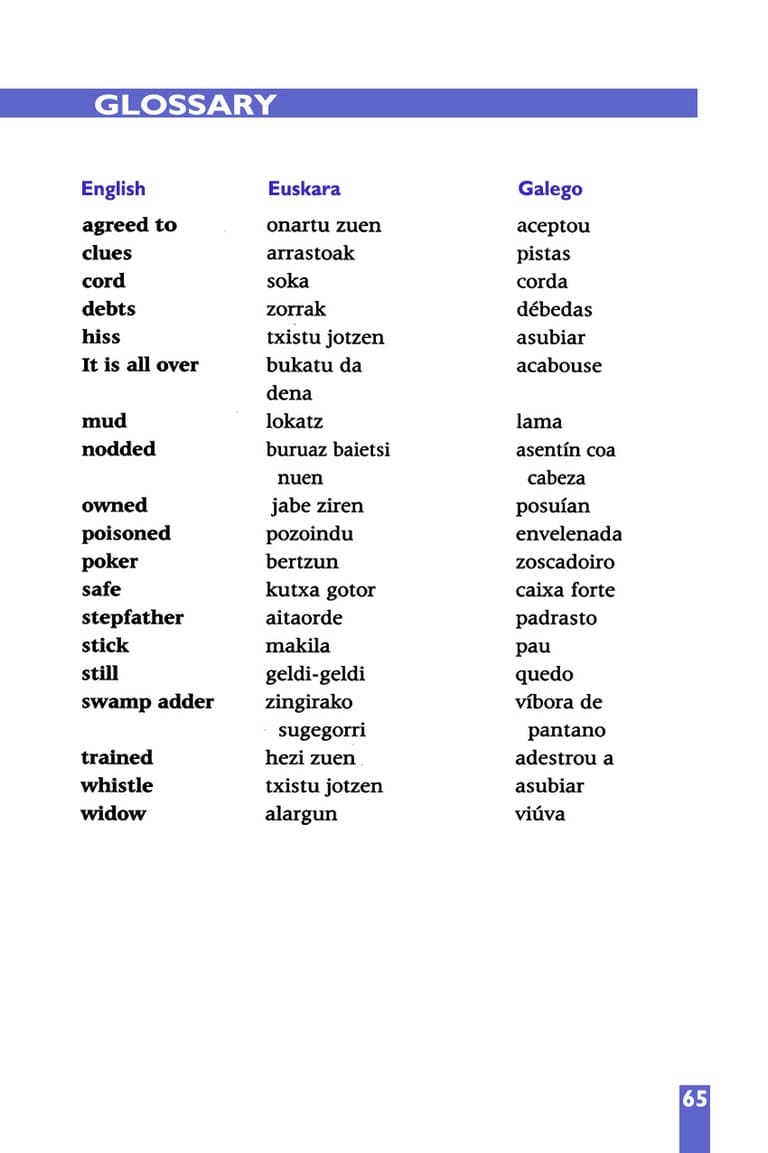 GLOSSARY
English Euskara Galego
agreed to onartu zuen aceptou
clues arrastoak pistas
cord soka corda
debts zorrak débedas
hiss txistu jotzen asubiar
It is all over bukatu da acabouse
dena
mud lokatz lama
nodded buruaz baietsi asentín coa
nuen cabeza
owned jabe ziren posuían
poisoned pozoindu envelenada
poker bertzun zoscadoiro
safe kutxa gotor caixa forte
stepfather aitaorde padrasto
stick makila pau
still geldi-geldi quedo
swamp adder zingirako víbora de
sugegorri pantano
trained hezi zuen adestrou a
whistle txistu jotzen asubiar
widow alargun viúva
65